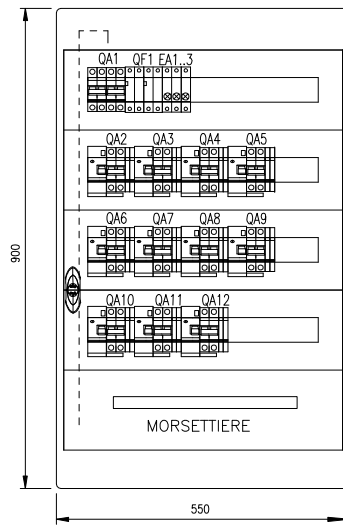 QA1 QF1 EA1..3
QA2 QA3 QA4 QA5
QA6 QA7 QA8 QA9
QA10 QA11 QA12
MORSETTIERE
900
550